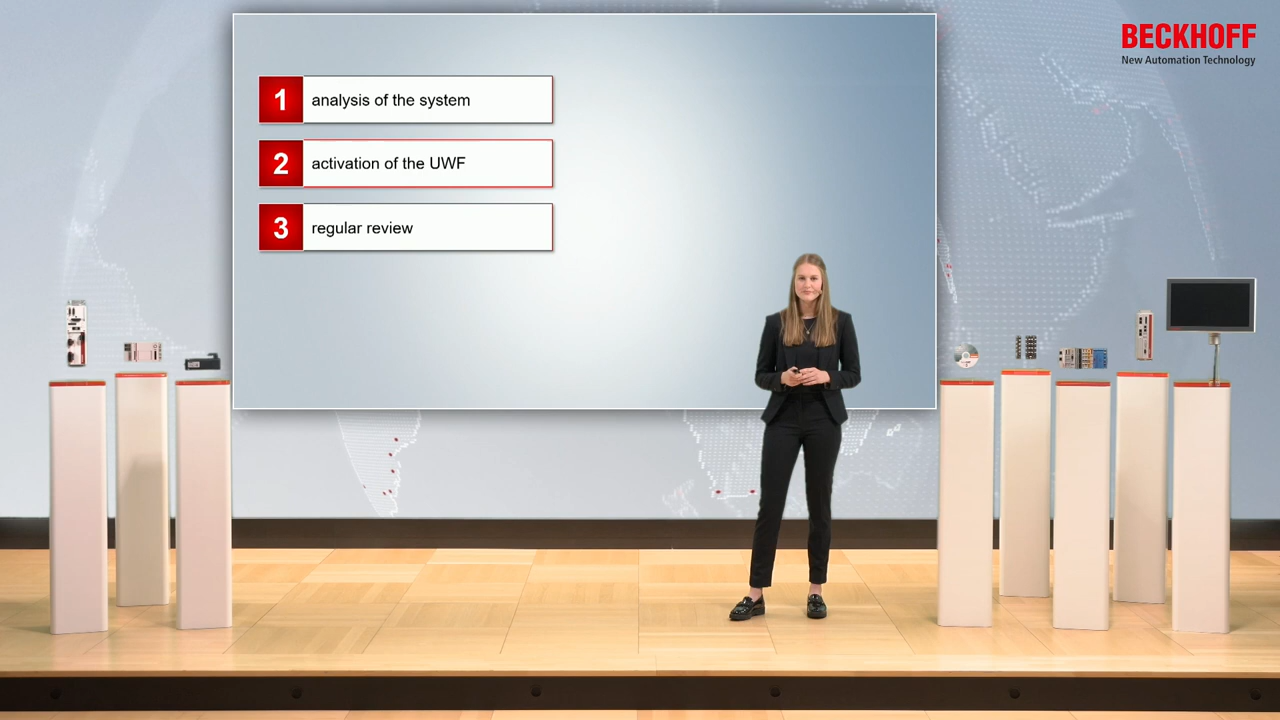 BECKHOFF
New Automation Technology
1 analysis of the system
2 activation of the UWF
3 regular review